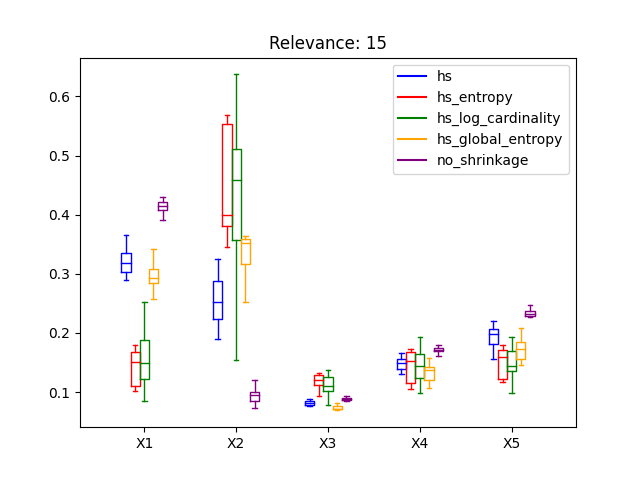 Relevance: 15
hs
hs_entropy
hs_log_cardinality
hs_global_entropy
no_shrinkage
0.6
0.5
0.4
0.3
0.2
0.1
X1 X2 X3 X4 X5